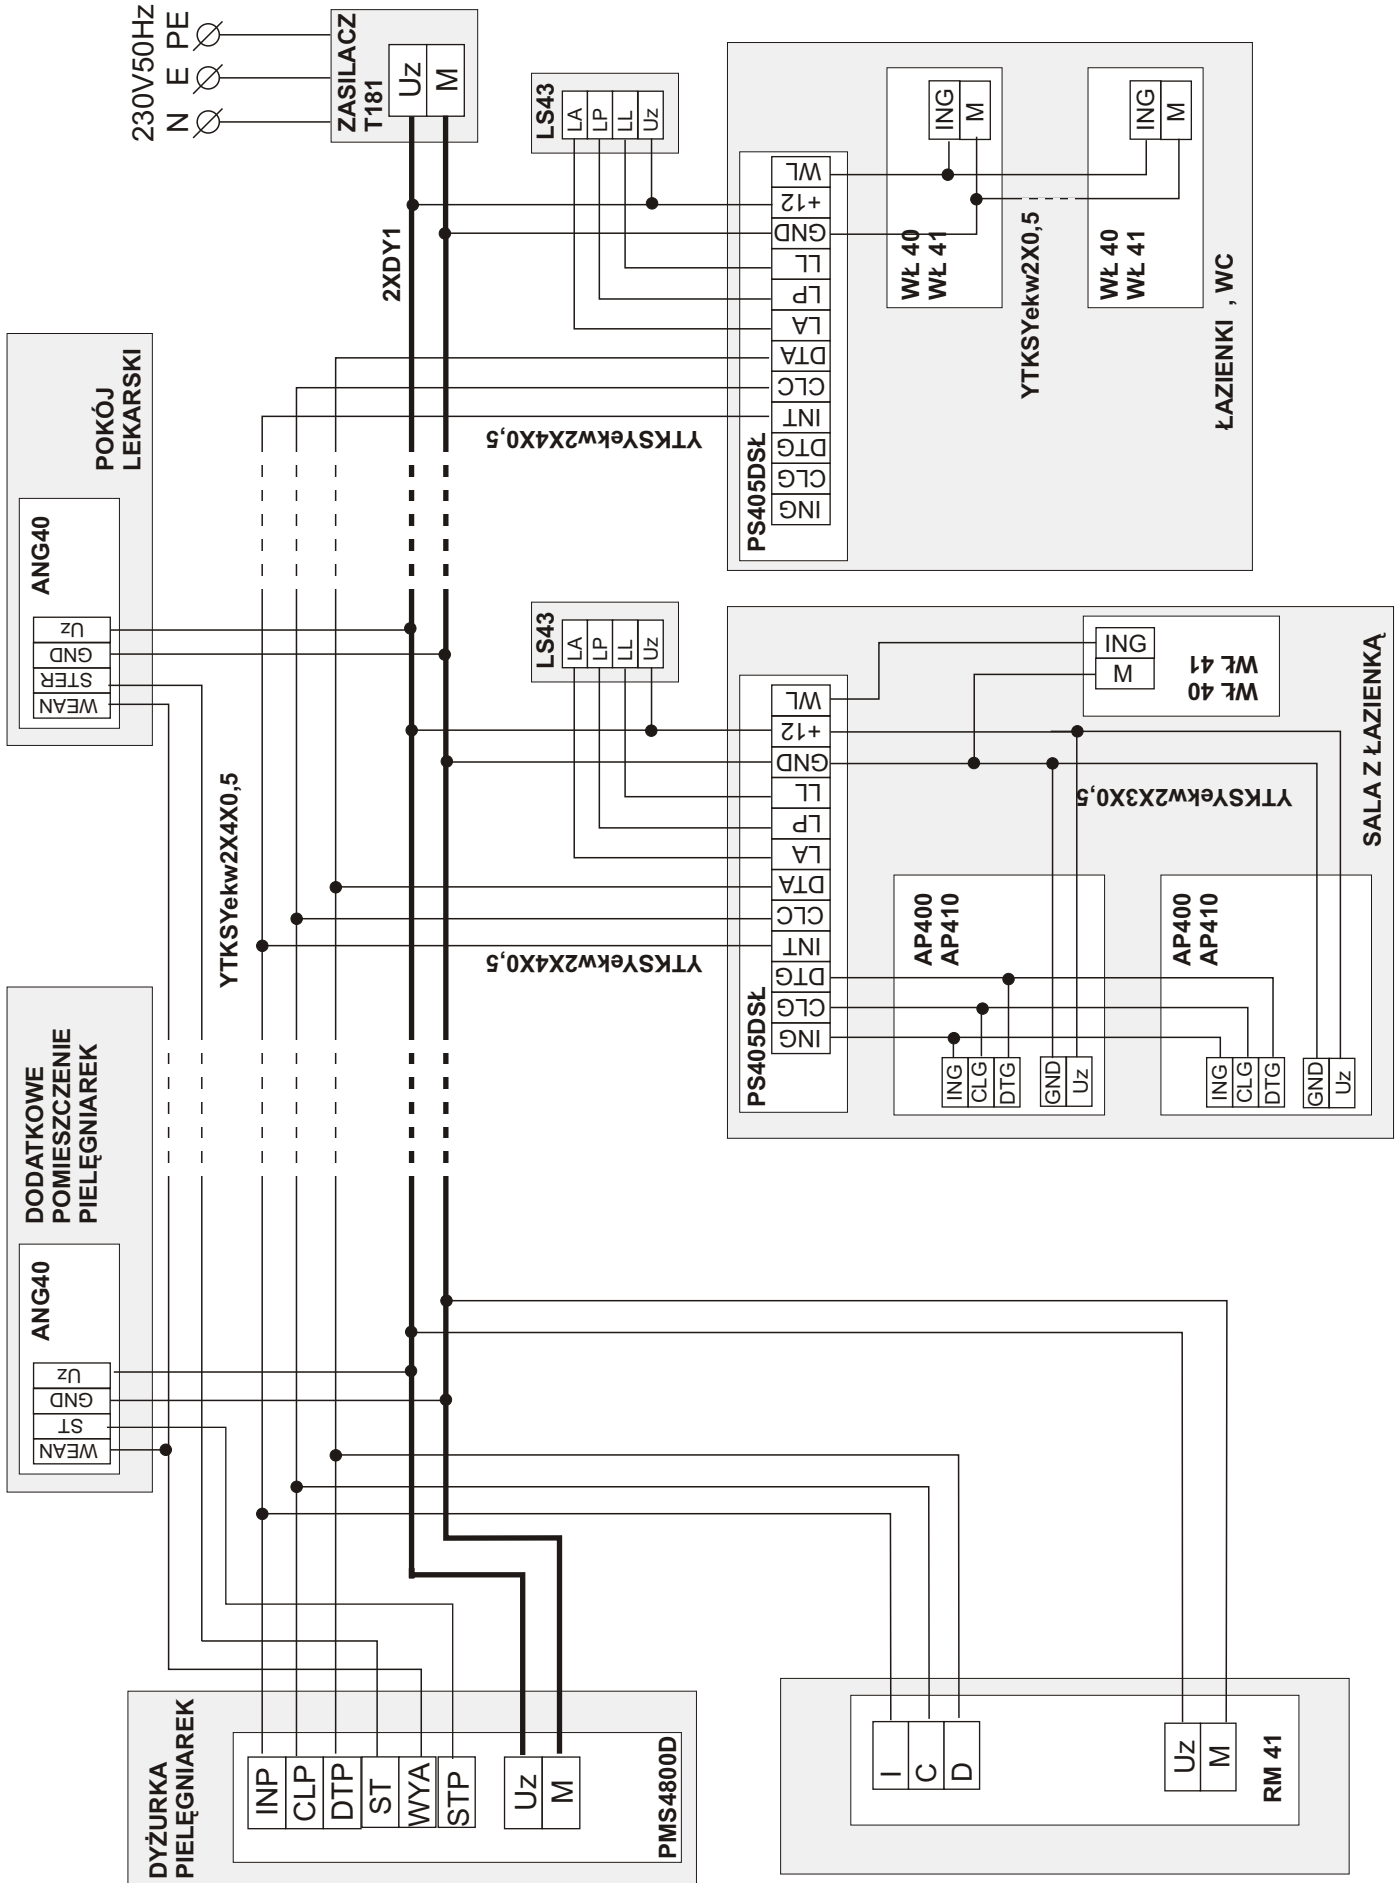 230V50Hz
N E PE
ZASILACZ
T181
Uz
M
2XDY1
LS43
LA
LP
LL
Uz
PS405DSŁ
WL
+12
GND
LL
LP
LA
DTA
CLC
INT
DTG
CLG
ING
YTKSYekw2X4X0,5
WŁ 40
WŁ 41
ING
M
YTKSYekw2X0,5
WŁ 40
WŁ 41
ING
M
ŁAZIENKI , WC
POKÓJ
LEKARSKI
ANG40
Uz
GND
STER
WEAN
YTKSYekw2X4X0,5
LS43
LA
LP
LL
Uz
PS405DSŁ
WL
+12
GND
LL
LP
LA
DTA
CLC
INT
DTG
CLG
ING
YTKSYekw2X4X0,5
ING
M
WŁ 40
WŁ 41
YTKSYekw2X3X0,5
SALA Z ŁAZIENKĄ
AP400
AP410
ING
CLG
DTG
GND
Uz
AP400
AP410
ING
CLG
DTG
GND
Uz
DODATKOWE
POMIESZCZENIE
PIELĘGNIAREK
ANG40
Uz
GND
ST
WEAN
DYŻURKA
PIELĘGNIAREK
INP
CLP
DTP
ST
WYA
STP
Uz
M
PMS4800D
I
C
D
Uz
M
RM 41